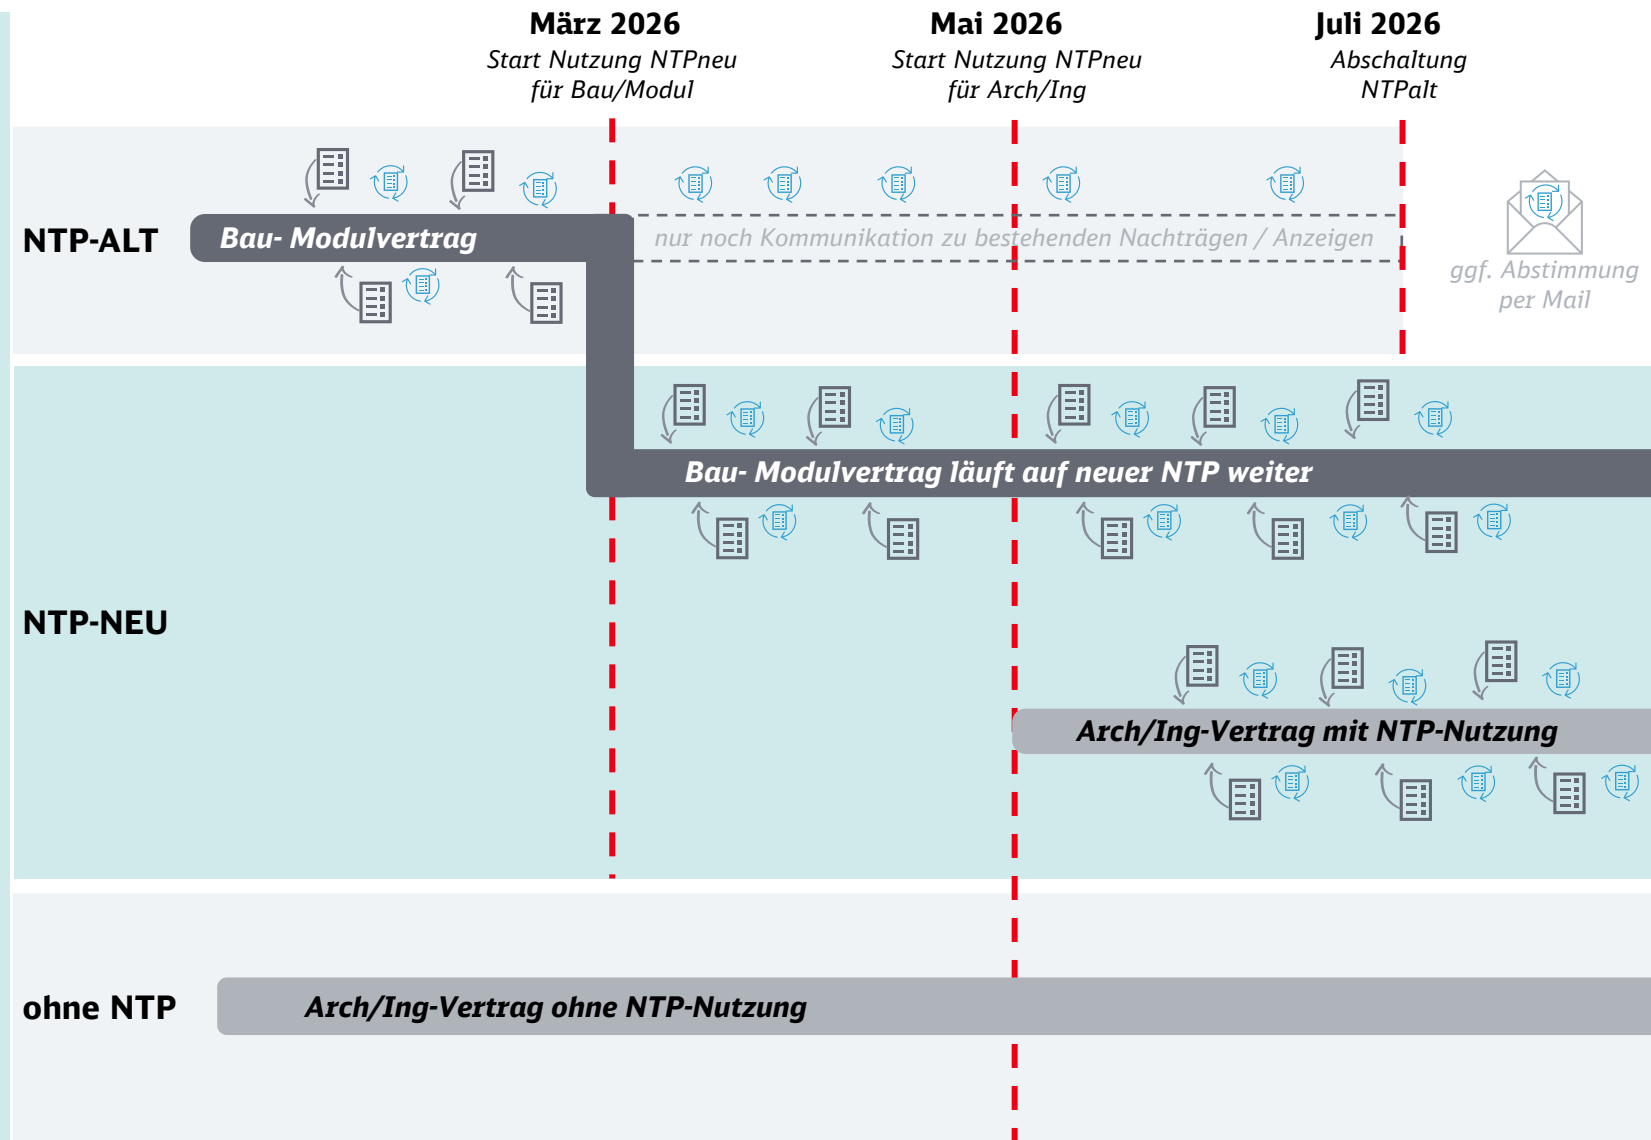 März 2026
Start Nutzung NTPneu
für Bau/Modul
Mai 2026
Start Nutzung NTPneu
für Arch/Ing
Juli 2026
Abschaltung
NTPalt
NTP-ALT
Bau- Modulvertrag
nur noch Kommunikation zu bestehenden Nachträgen / Anzeigen
ggf. Abstimmung
per Mail
Bau- Modulvertrag läuft auf neuer NTP weiter
NTP-NEU
Arch/Ing-Vertrag mit NTP-Nutzung
ohne NTP
Arch/Ing-Vertrag ohne NTP-Nutzung